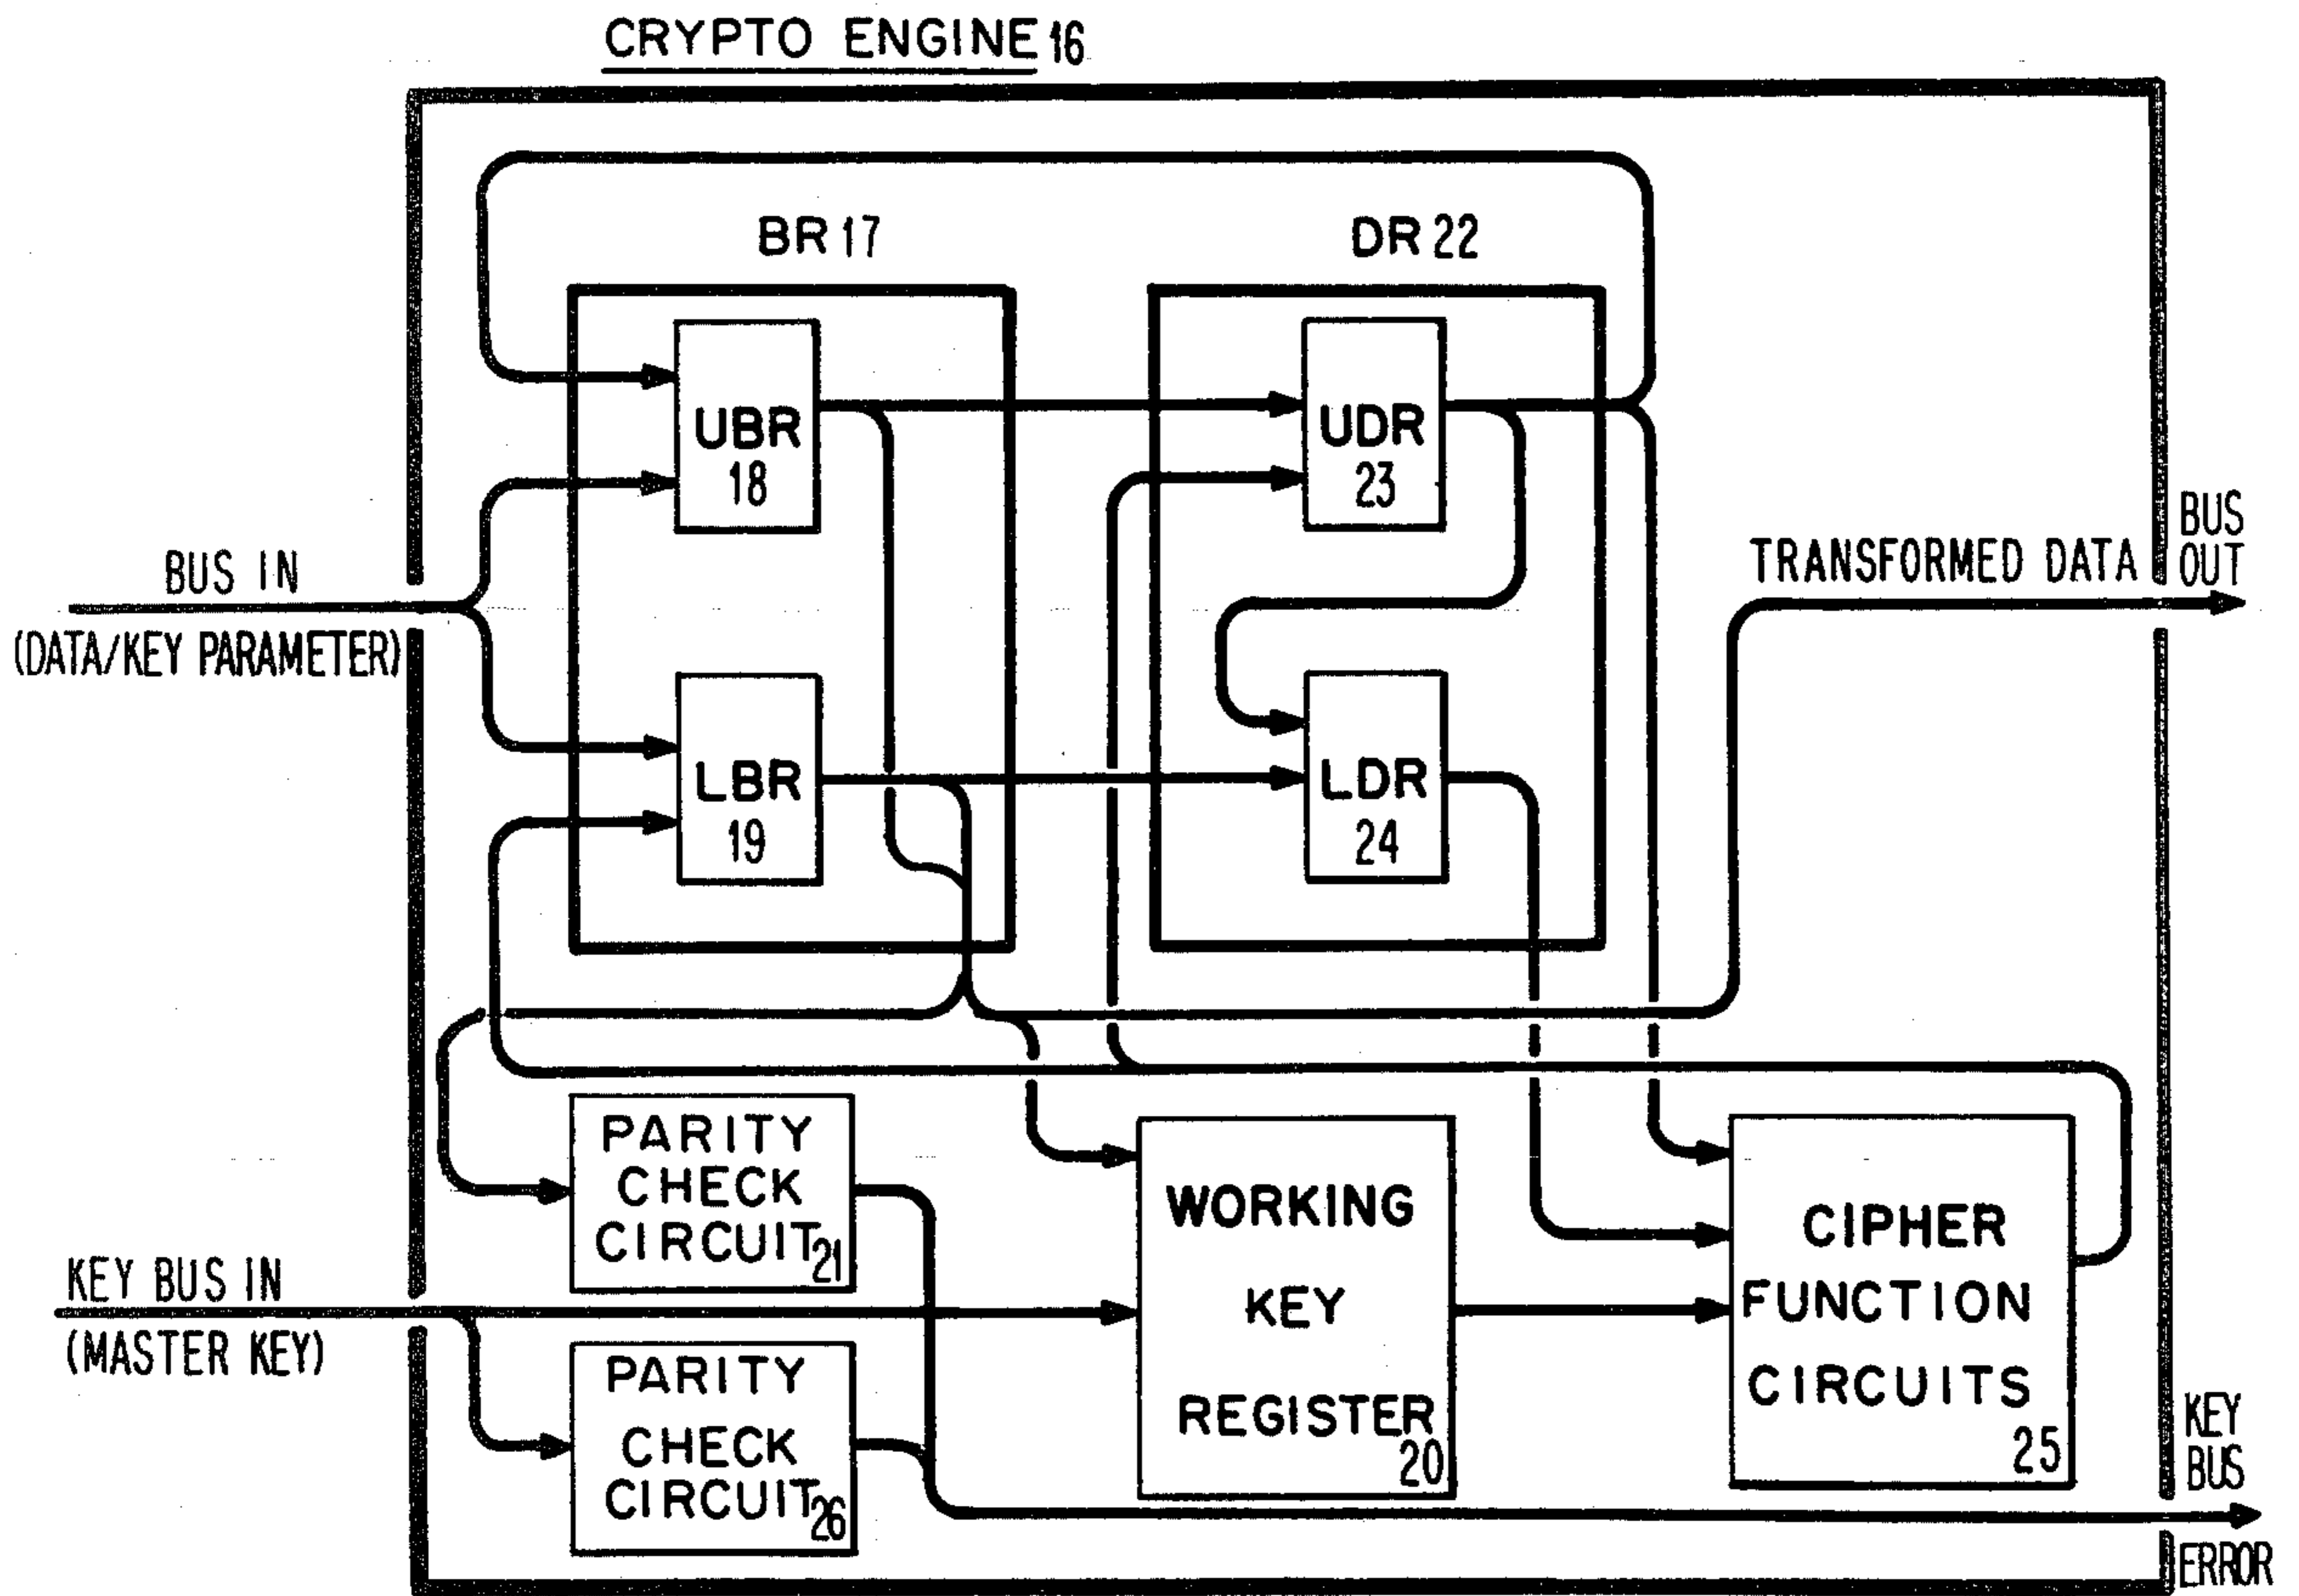 CRYPTO ENGINE 16
BR 17
DR 22
UBR
18
UDR
23
BUS IN
(DATA/KEY PARAMETER)
TRANSFORMED DATA
BUS
OUT
LBR
19
LDR
24
PARITY
CHECK
CIRCUIT 21
KEY BUS IN
(MASTER KEY)
PARITY
CHECK
CIRCUIT 26
WORKING
KEY
REGISTER
20
CIPHER
FUNCTION
CIRCUITS
25
KEY
BUS
ERROR